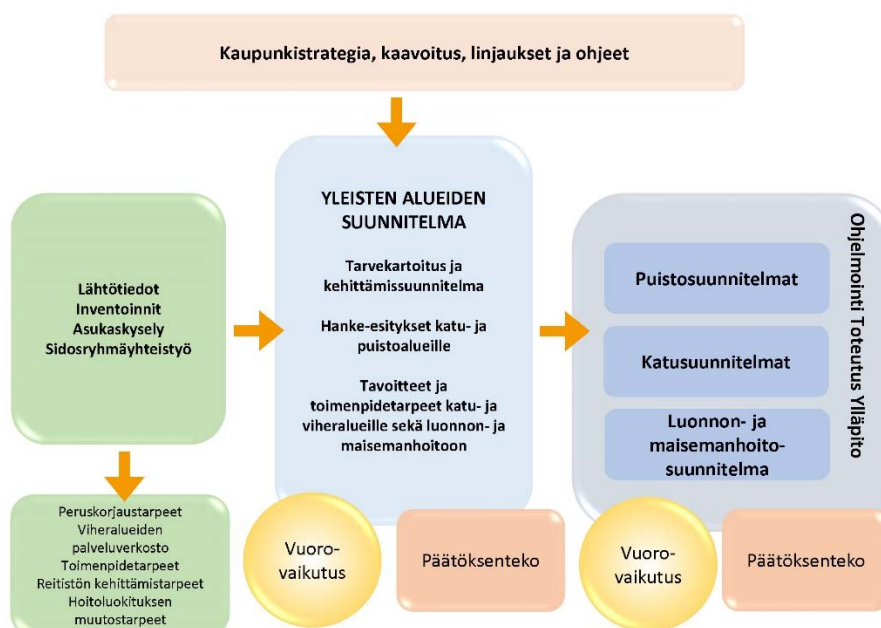 Kaupunkistrategia, kaavoitus, linjaukset ja ohjeet
Lähtötiedot
Inventoinnit
Asukaskysely
Sidosryhmäyhteistyö
Peruskorjaustarpeet
Viheralueiden
palveluverkosto
Toimenpidetarpeet
Reitistön kehittämistarpeet
Hoitoluokituksen
muutostarpeet
YLEISTEN ALUEIDEN
SUUNNITELMA
Tarvekartoitus ja
kehittämissuunnitelma
Hanke-esitykset katu- ja
puistoalueille
Tavoitteet ja
toimenpidetarpeet katu- ja
viheralueille sekä luonnon- ja
maisemanhoitoon
Vuoro-
vaikutus
Päätöksenteko
Puistosuunnitelmat
Katusuunnitelmat
Luonnon- ja
maisemanhoito-
suunnitelma
Ohjelmointi Toteutus Ylläpito
Vuoro-
vaikutus
Päätöksenteko